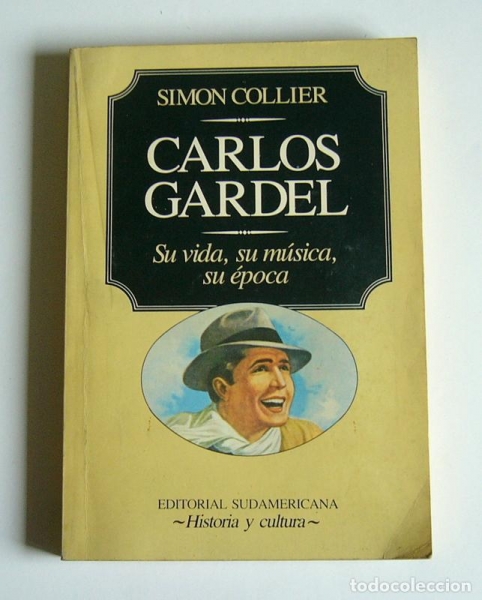 SIMON COLLIER
CARLOS
GARDEL
Su vida, su música,
su época
EDITORIAL SUDAMERICANA
~Historia y cultura~
todocoleccion